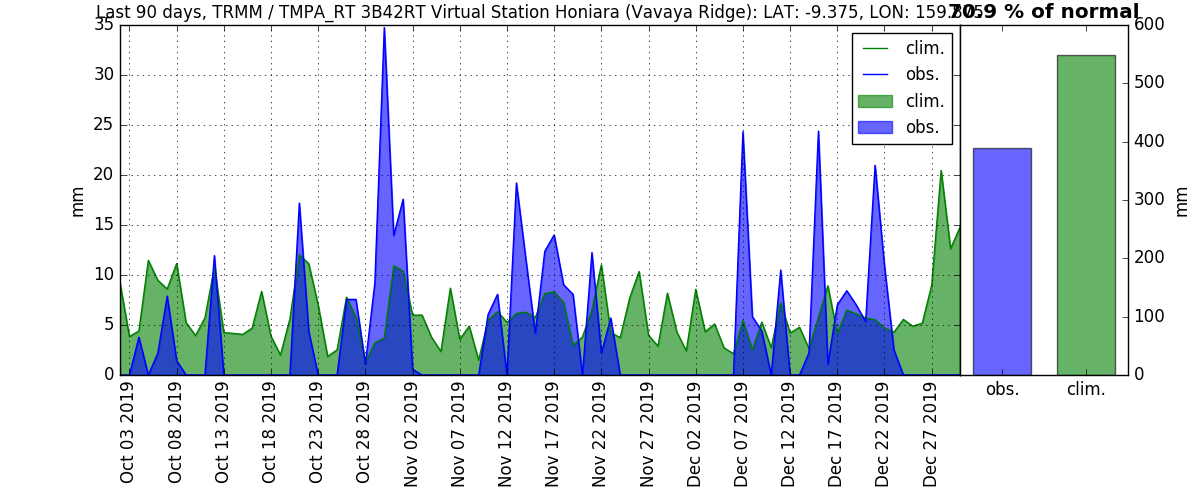 Last 90 days, TRMM / TMPA_RT 3B42RT Virtual Station Honiara (Vavaya Ridge): LAT: -9.375, LON: 159.875
70.9 % of normal
35
30
25
20
15
10
5
0
mm
clim.
obs.
clim.
obs.
Oct 03 2019
Oct 08 2019
Oct 13 2019
Oct 18 2019
Oct 23 2019
Oct 28 2019
Nov 02 2019
Nov 07 2019
Nov 12 2019
Nov 17 2019
Nov 22 2019
Nov 27 2019
Dec 02 2019
Dec 07 2019
Dec 12 2019
Dec 17 2019
Dec 22 2019
Dec 27 2019
600
500
400
300
200
100
0
mm
obs.
clim.